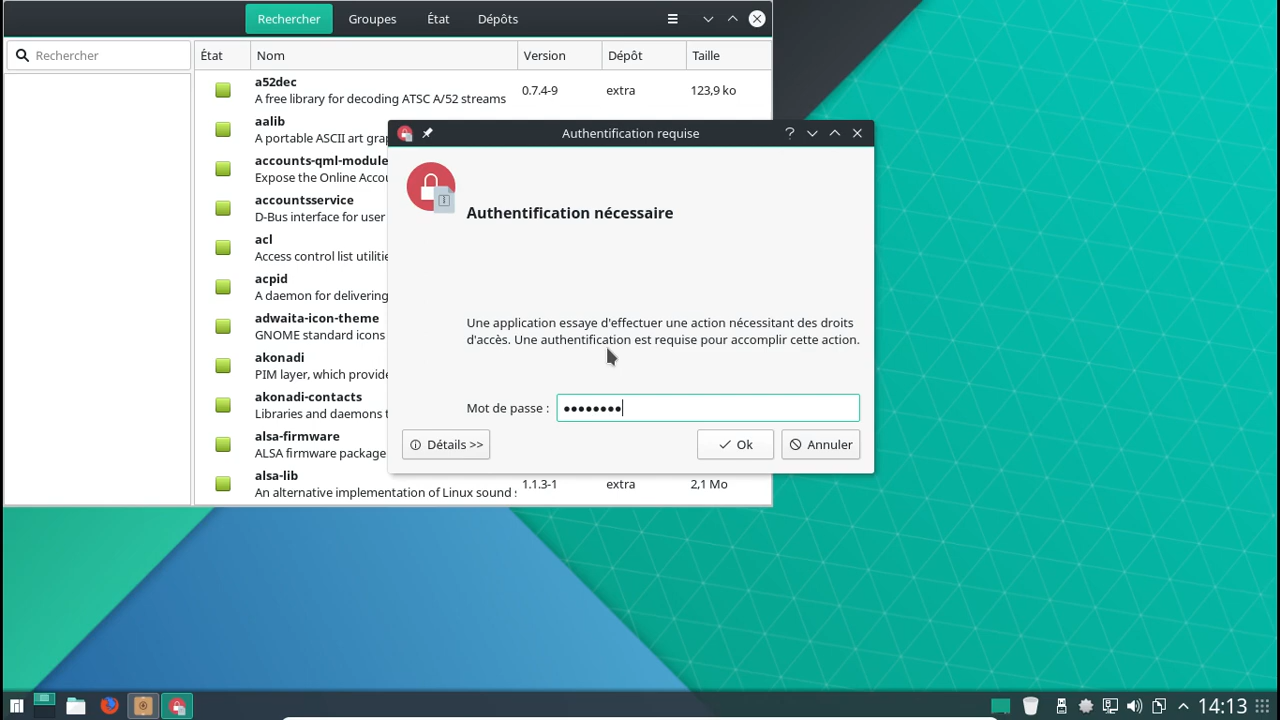 Rechercher Groupes État Dépôts
Rechercher
État Nom Version Dépôt Taille
a52dec
A free library for decoding ATSC A/52 streams
0.7.4-9 extra 123,9 ko
aalib
A portable ASCII art
accounts-qml-module
Expose the Online
accountsservice
D-Bus interface for user
acl
Access control list
acpid
A daemon for delivering
adwaita-icon-theme
GNOME standard icons
akonadi
PIM layer, which
akonadi-contacts
Libraries and daemons
alsa-firmware
ALSA firmware package
alsa-lib
An alternative implementation of Linux sound
1.1.3-1 extra 2,1 Mo
Authentification requise
Authentification nécessaire
Une application essaye d'effectuer une action nécessitant des droits
d'accès. Une authentification est requise pour accomplir cette action.
Mot de passe : ●●●●●●●●
Détails >> Ok Annuler
14:13